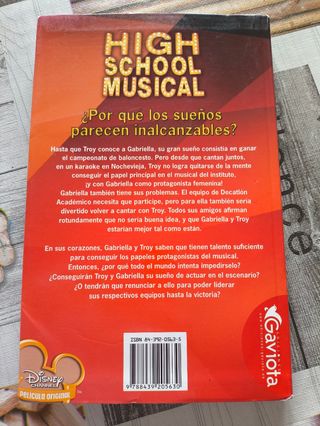 HIGH
SCHOOL
MUSICAL
¿Por que los sueños
parecen inalcanzables?
Hasta que Troy conoce a Gabriella, su gran sueño consistía en ganar
el campeonato de baloncesto. Pero desde que cantan juntos,
en un karaoke en Nochevieja, Troy no logra quitarse de la mente
conseguir el papel principal en el musical del instituto,
¡y con Gabriella como protagonista femenina!
Gabriella también tiene sus problemas. El equipo de Decatlón
Académico necesita que participe, pero para ella también sería
divertido volver a cantar con Troy. Todos sus amigos afirman
rotundamente que no sería buena idea, y que Gabriella y Troy
estarían mejor tal como están.
En sus corazones, Gabriella y Troy saben que tienen talento suficiente
para conseguir los papeles protagonistas del musical.
Entonces, ¿por qué todo el mundo intenta impedírselo?
¿Conseguirán Troy y Gabriella su sueño de actuar en el escenario?
¿O tendrán que renunciar a ello para poder liderar
sus respectivos equipos hasta la victoria?
ISBN 84-392-0563-5
9 788439 205630
Disney
CHANNEL
PELÍCULA ORIGINAL
Gaviota